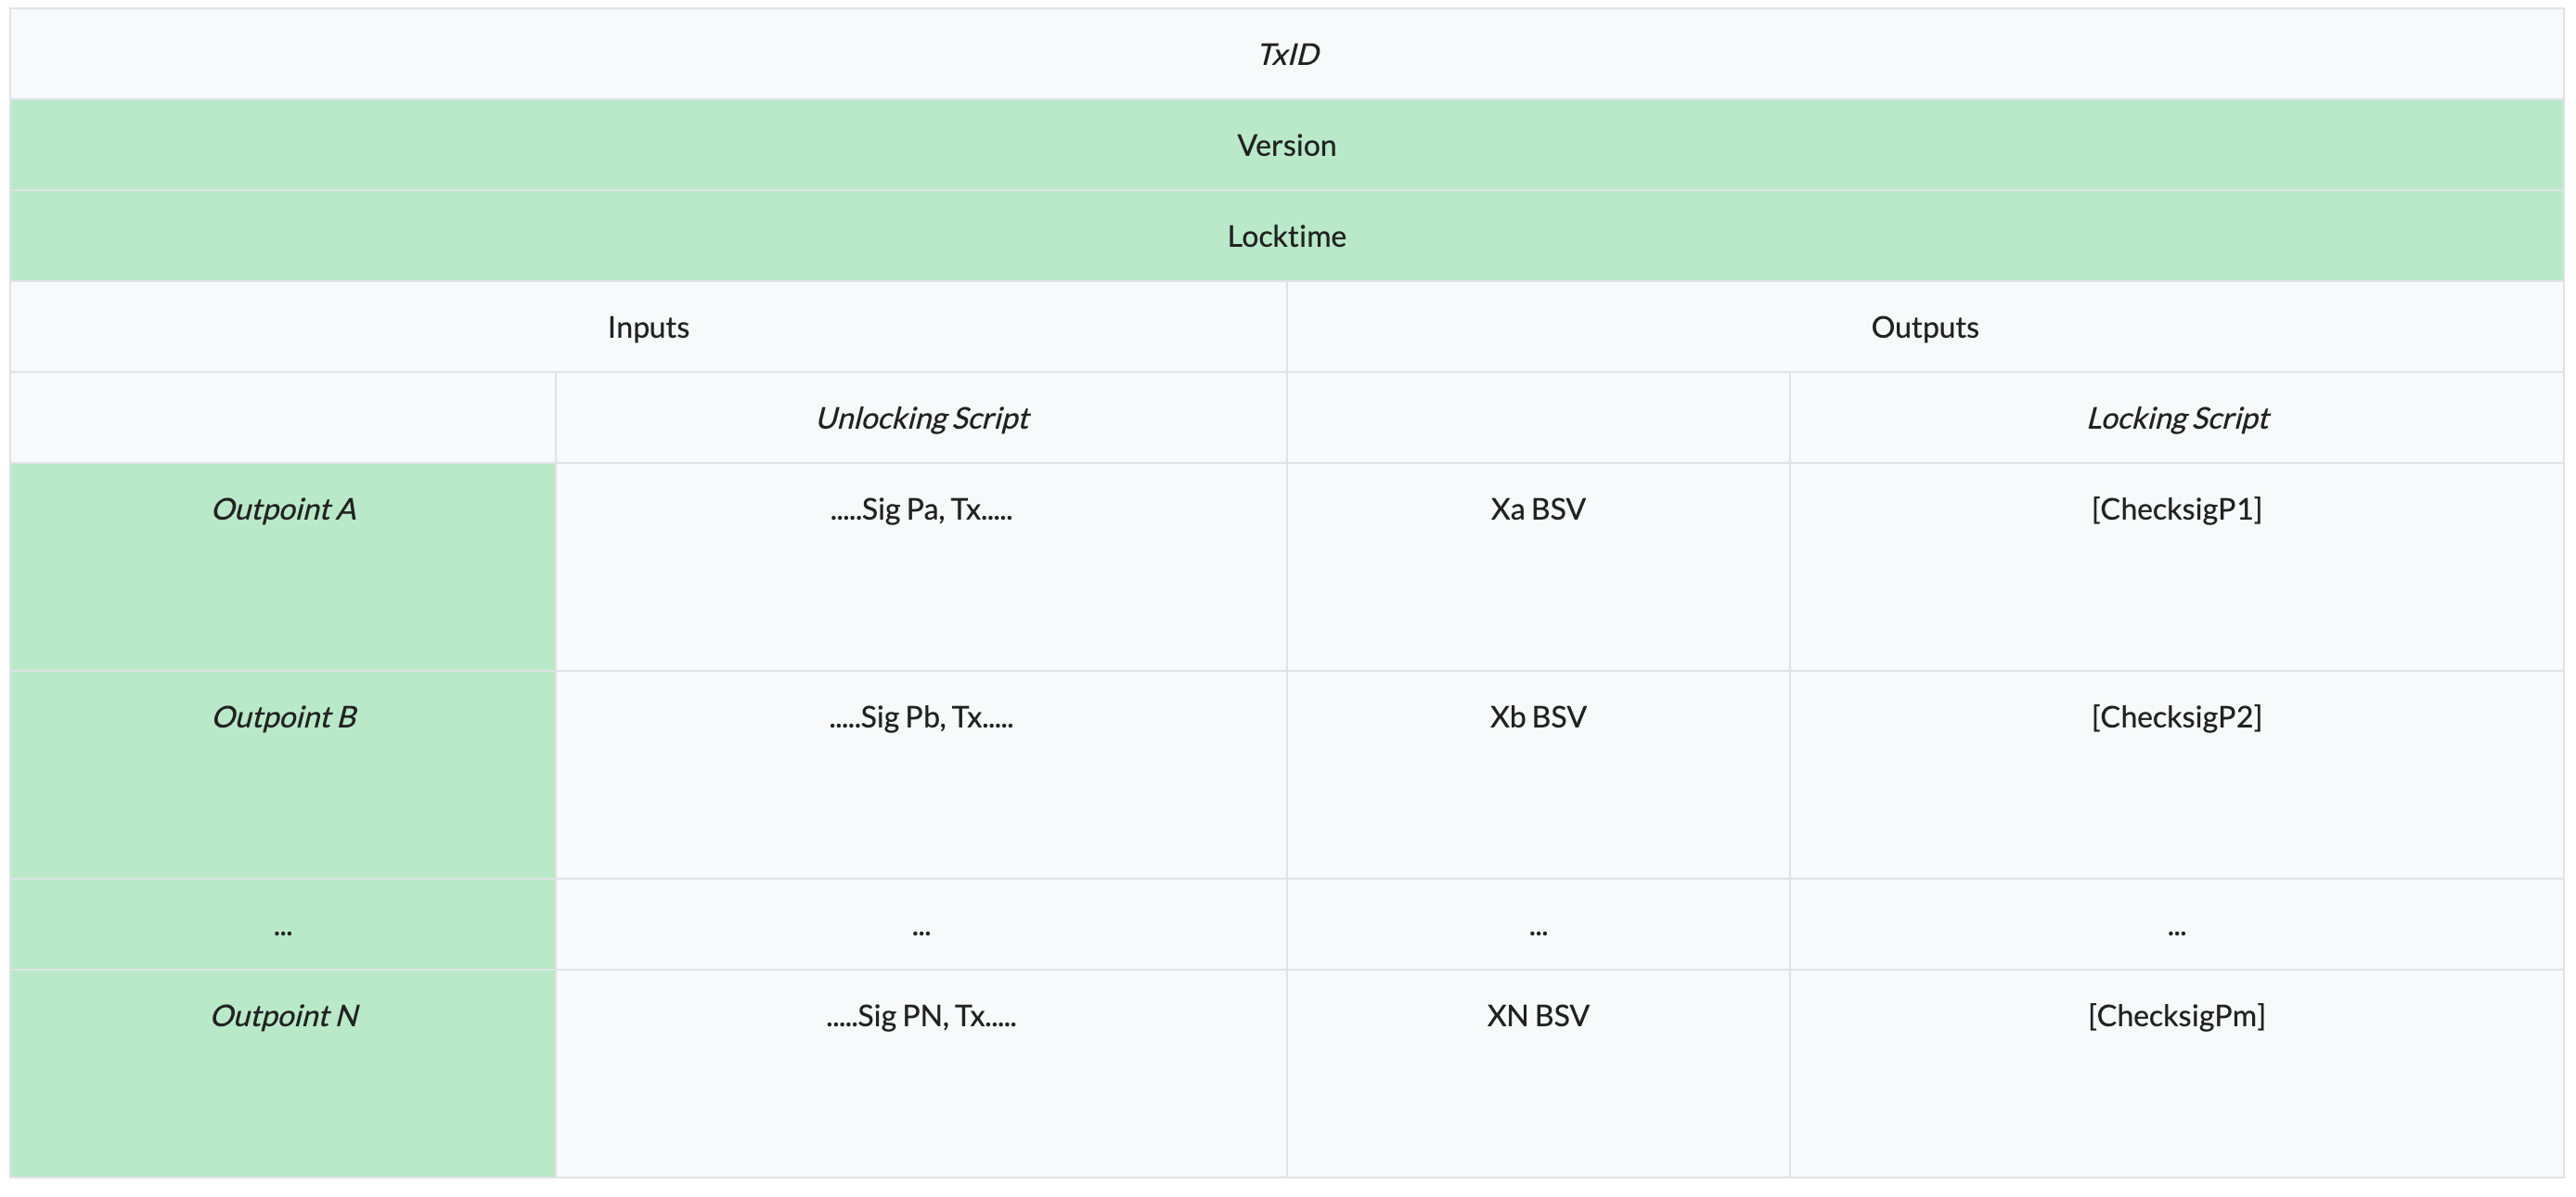 TxID
Version
Locktime
Inputs Outputs
Unlocking Script Locking Script
Outpoint A .....Sig Pa, Tx..... Xa BSV [ChecksigP1]
Outpoint B .....Sig Pb, Tx..... Xb BSV [ChecksigP2]
... ... ... ...
Outpoint N .....Sig PN, Tx..... XN BSV [ChecksigPm]